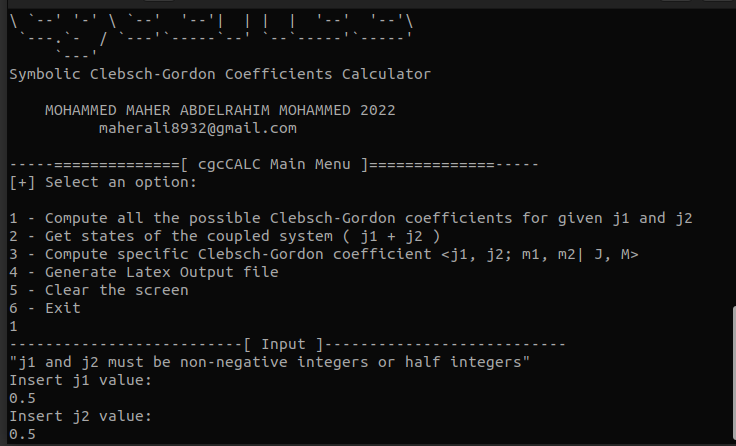 Symbolic Clebsch-Gordon Coefficients Calculator
MOHAMMED MAHER ABDELRAHIM MOHAMMED 2022
maherali8932@gmail.com
-----==============[ cgcCALC Main Menu ]==============-----
[+] Select an option:
1 - Compute all the possible Clebsch-Gordon coefficients for given j1 and j2
2 - Get states of the coupled system ( j1 + j2 )
3 - Compute specific Clebsch-Gordon coefficient <j1, j2; m1, m2| J, M>
4 - Generate Latex Output file
5 - Clear the screen
6 - Exit
1
--------------------------[ Input ]---------------------------
"j1 and j2 must be non-negative integers or half integers"
Insert j1 value:
0.5
Insert j2 value:
0.5